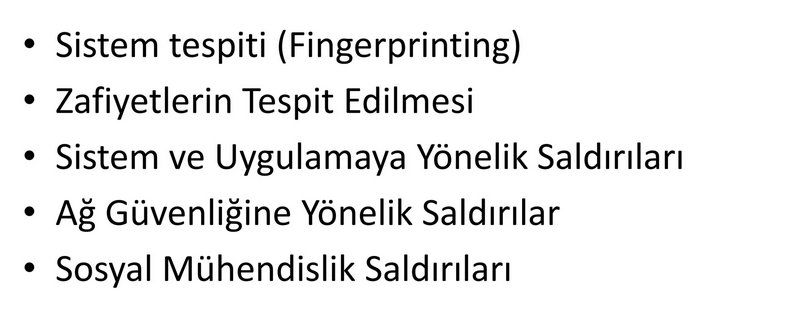 • Sistem tespiti (Fingerprinting)
• Zafiyetlerin Tespit Edilmesi
• Sistem ve Uygulamaya Yönelik Saldırıları
• Ağ Güvenliğine Yönelik Saldırılar
• Sosyal Mühendislik Saldırıları